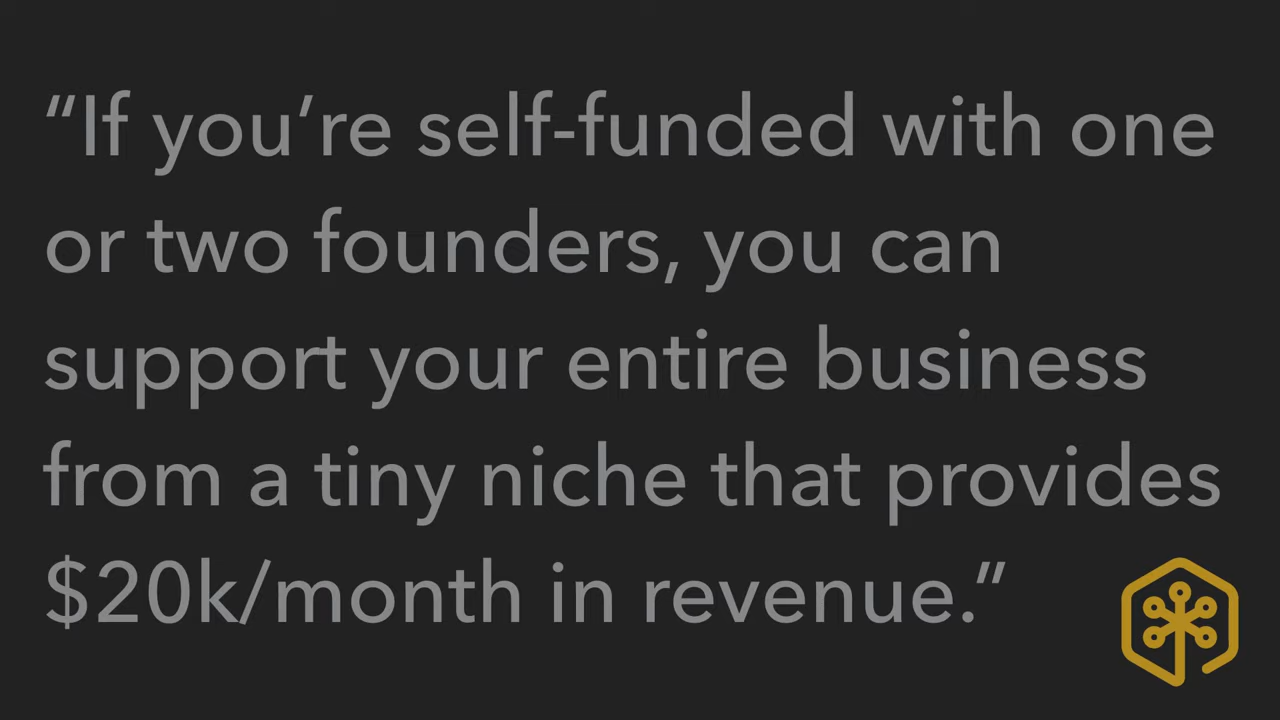 “If you’re self-funded with one
or two founders, you can
support your entire business
from a tiny niche that provides
$20k/month in revenue.”